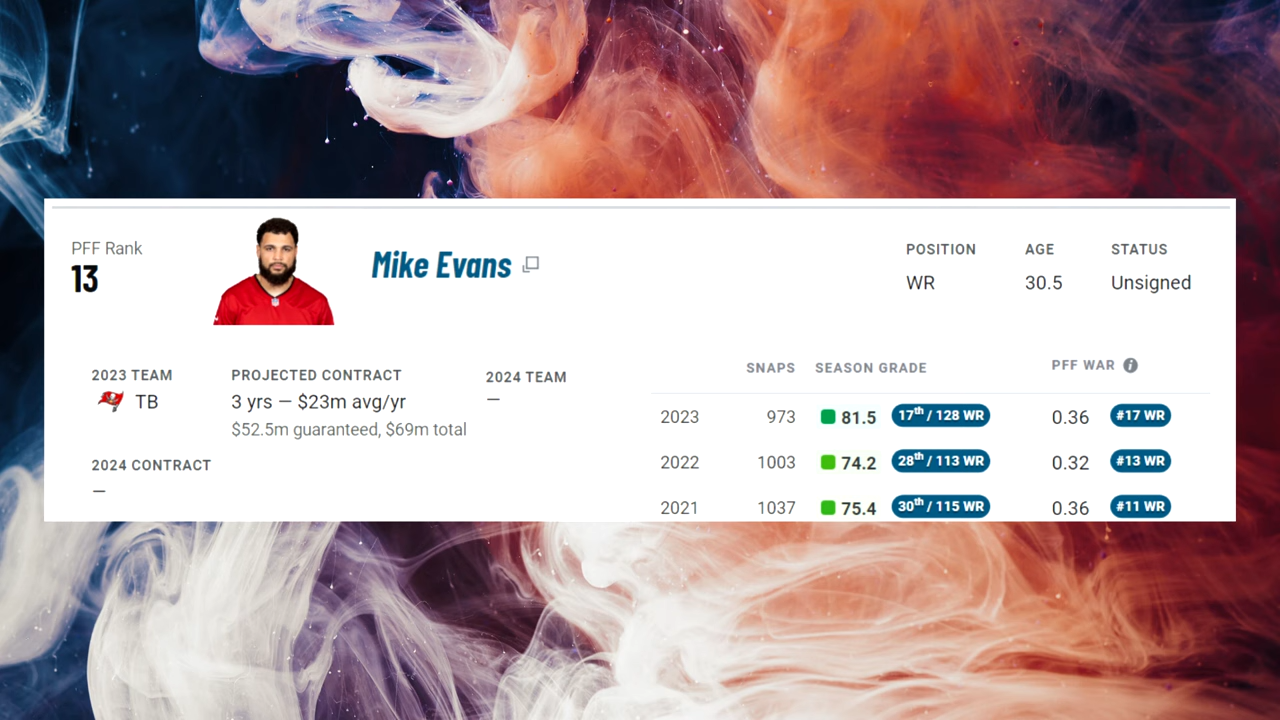 PFF Rank
13
Mike Evans
POSITION AGE STATUS
WR 30.5 Unsigned
2023 TEAM PROJECTED CONTRACT 2024 TEAM
TB 3 yrs — $23m avg/yr —
$52.5m guaranteed, $69m total
2024 CONTRACT
—
SNAPS SEASON GRADE PFF WAR i
2023 973 81.5 17th / 128 WR 0.36 #17 WR
2022 1003 74.2 28th / 113 WR 0.32 #13 WR
2021 1037 75.4 30th / 115 WR 0.36 #11 WR